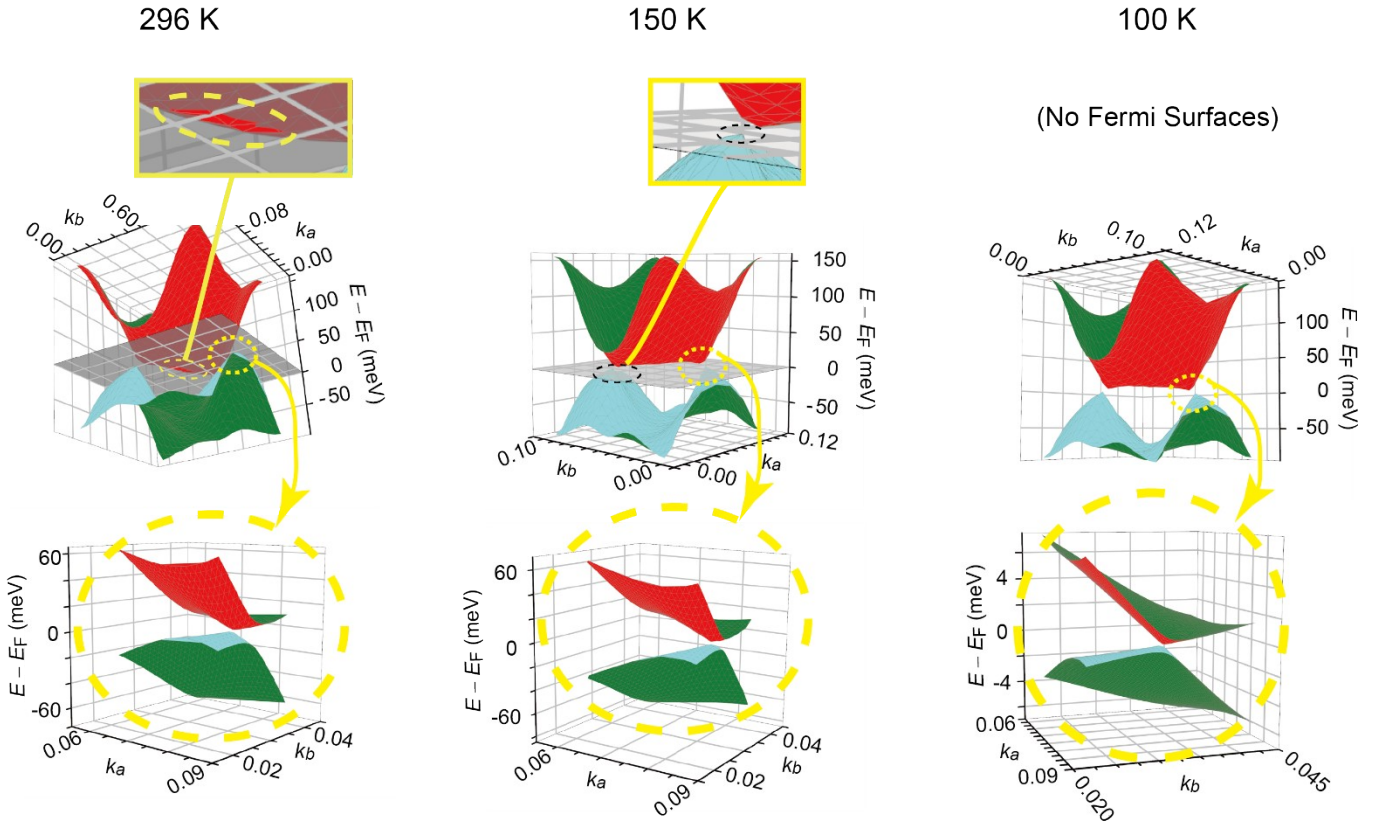 296 K
150 K
100 K
(No Fermi Surfaces)
0.00
kb
0.60
0.08
ka
0.00
100
50
0
-50
E – EF (meV)
150
100
50
0
-50
E – EF (meV)
0.10
kb
0.00
0.00
ka
0.12
0.00
kb
0.10
0.12
ka
0.00
100
50
0
-50
E – EF (meV)
60
0
-60
E – EF (meV)
0.06
ka
0.09
0.02
kb
0.04
60
0
-60
E – EF (meV)
0.06
ka
0.09
0.02
kb
0.04
4
0
-4
E – EF (meV)
0.06
ka
0.09
0.020
kb
0.045